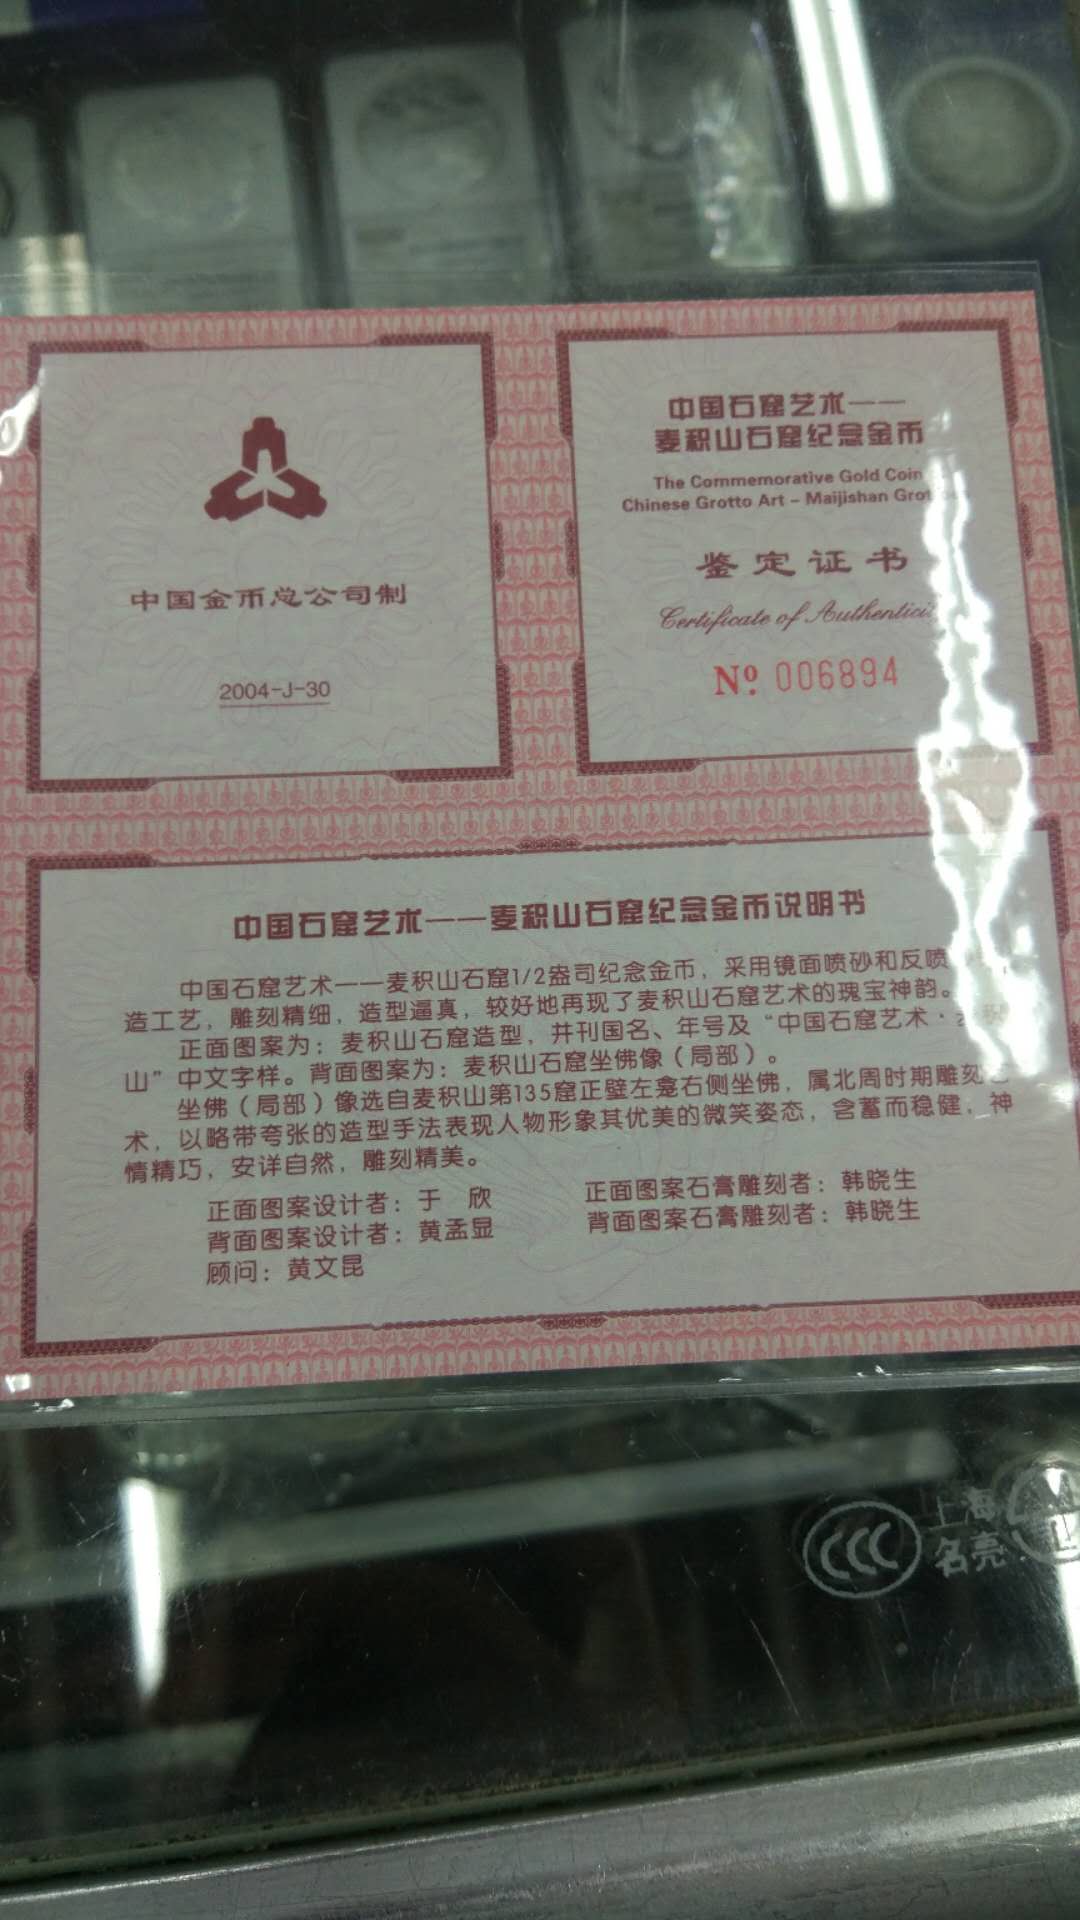 中国金币总公司制
2004-J-30
中国石窟艺术——
麦积山石窟纪念金币
The Commemorative Gold Coin
Chinese Grotto Art – Maijishan
鉴定证书
Certificate of
Nº. 006894
中国石窟艺术——麦积山石窟纪念金币说明书
中国石窟艺术——麦积山石窟1/2盎司纪念金币，采用镜面喷砂和反喷
造工艺，雕刻精细，造型逼真，较好地再现了麦积山石窟艺术的瑰宝神韵。
正面图案为：麦积山石窟造型，并刊国名、年号及“中国石窟艺术·
山”中文字样。背面图案为：麦积山石窟坐佛像（局部）。
坐佛（局部）像选自麦积山第135窟正壁左龛右侧坐佛，属北周时期雕刻
术，以略带夸张的造型手法表现人物形象其优美的微笑姿态，含蓄而稳健，神
情精巧，安详自然，雕刻精美。
正面图案设计者：于 欣 正面图案石膏雕刻者：韩晓生
背面图案设计者：黄孟显 背面图案石膏雕刻者：韩晓生
顾问：黄文昆
CCC 上海
名亮